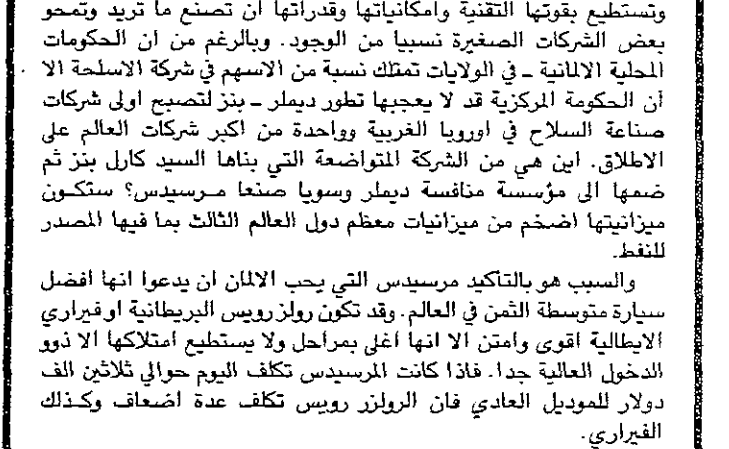 وتستطيع بقوتها التقنية وامكانياتها وقدراتها ان تصنع ما تريد وتمحو
بعض الشركات الصغيرة نسبيا من الوجود. وبالرغم من ان الحكومات
المحلية الالمانية ـ في الولايات تمتلك نسبة من الاسهم في شركة الاسلحة الا
ان الحكومة المركزية قد لا يعجبها تطور ديملر ـ بنز لتصبح اولى شركات
صناعة السلاح في اوروبا الغربية وواحدة من اكبر شركات العالم على
الاطلاق. اين هي من الشركة المتواضعة التي بناها السيد كارل بنز ثم
ضمها الى مؤسسة منافسة ديملر وسويا صنعا مـرسيدس؟ ستكـون
ميزانيتها اضخم من ميزانيات معظم دول العالم الثالث بما فيها المصدر
للنفط.
والسبب هو بالتأكيد مرسيدس التي يحب الالمان ان يدعوا انها افضل
سيارة متوسطة الثمن في العالم. وقد تكون رولز رويس البريطانية او فيراري
الايطالية اقوى وامتن الا انها اغلى بمراحل ولا يستطيع امتلاكها الا ذوو
الدخول العالية جدا. فاذا كانت المرسيدس تكلف اليوم حوالي ثلاثين الف
دولار للموديل العادي فان الرولزر رويس تكلف عدة اضعاف وكـذلك
الفيراري.